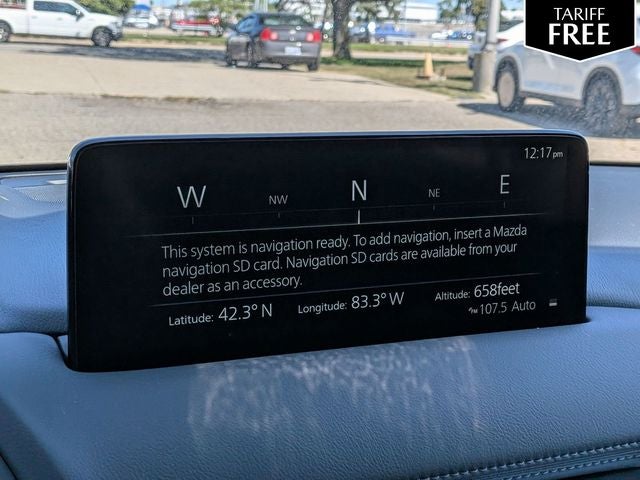 TARIFF
FREE
12:17pm
W NW N NE E
This system is navigation ready. To add navigation, insert a Mazda
navigation SD card. Navigation SD cards are available from your
dealer as an accessory.
Latitude: 42.3° N Longitude: 83.3° W Altitude: 658feet
FM 107.5 Auto